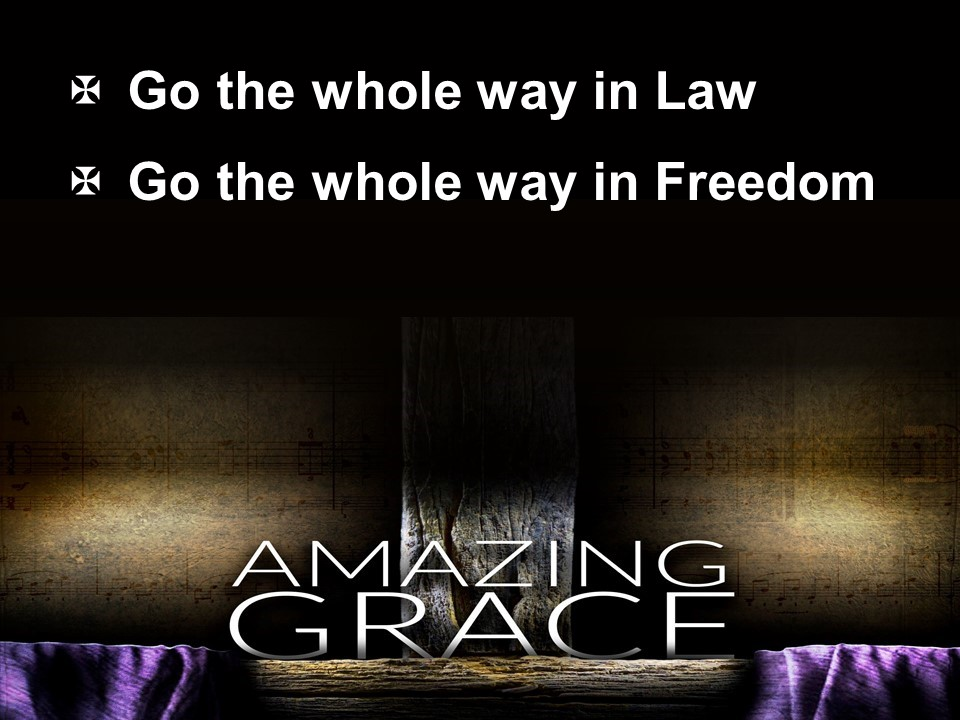 ✠ Go the whole way in Law
✠ Go the whole way in Freedom
AMAZING
GRACE